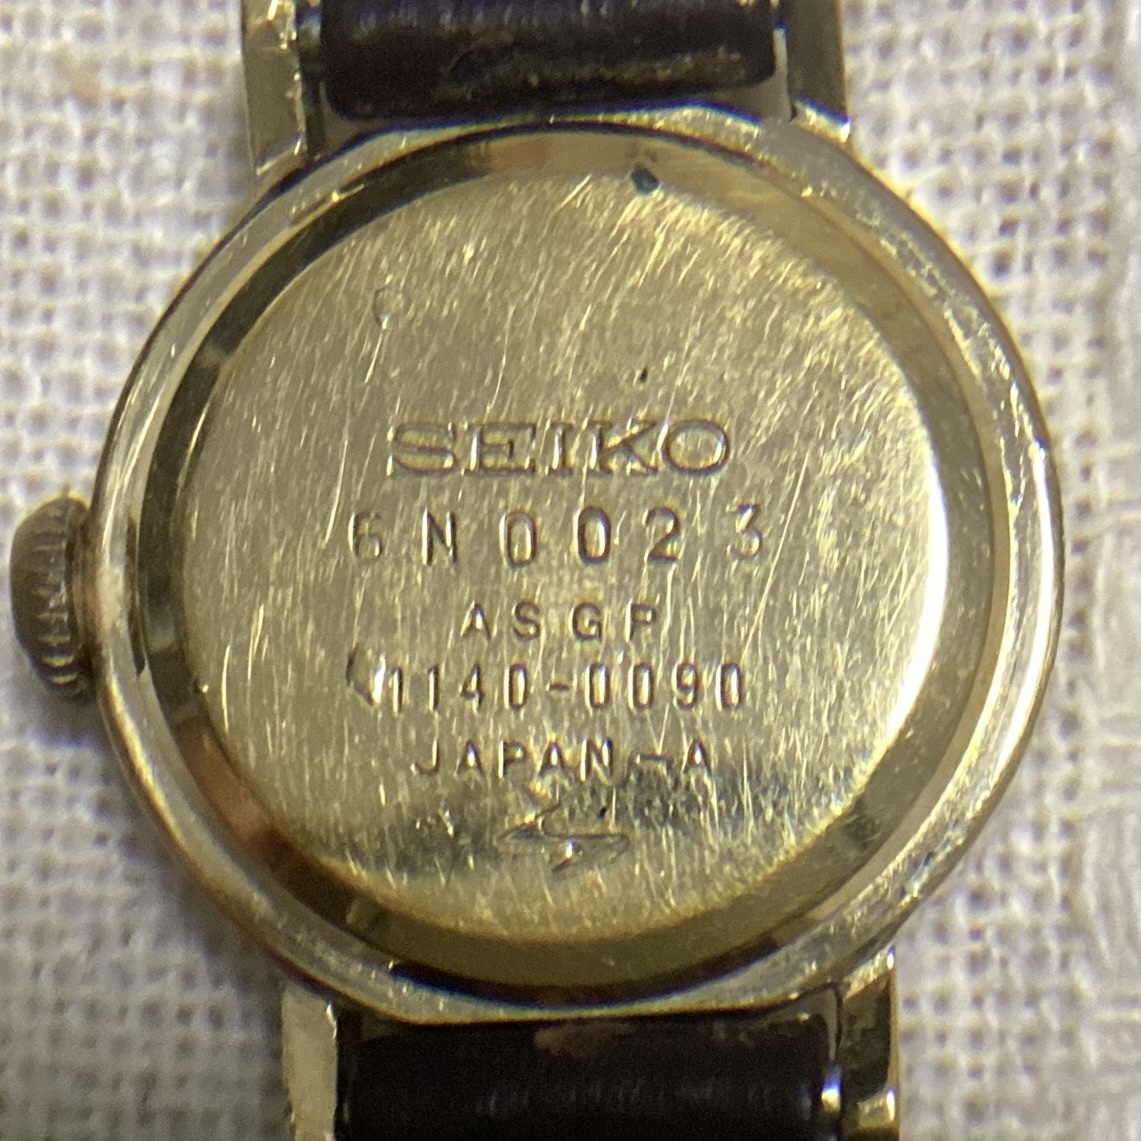 SEIKO
6N0023
ASGP
1140-0090
JAPAN-A